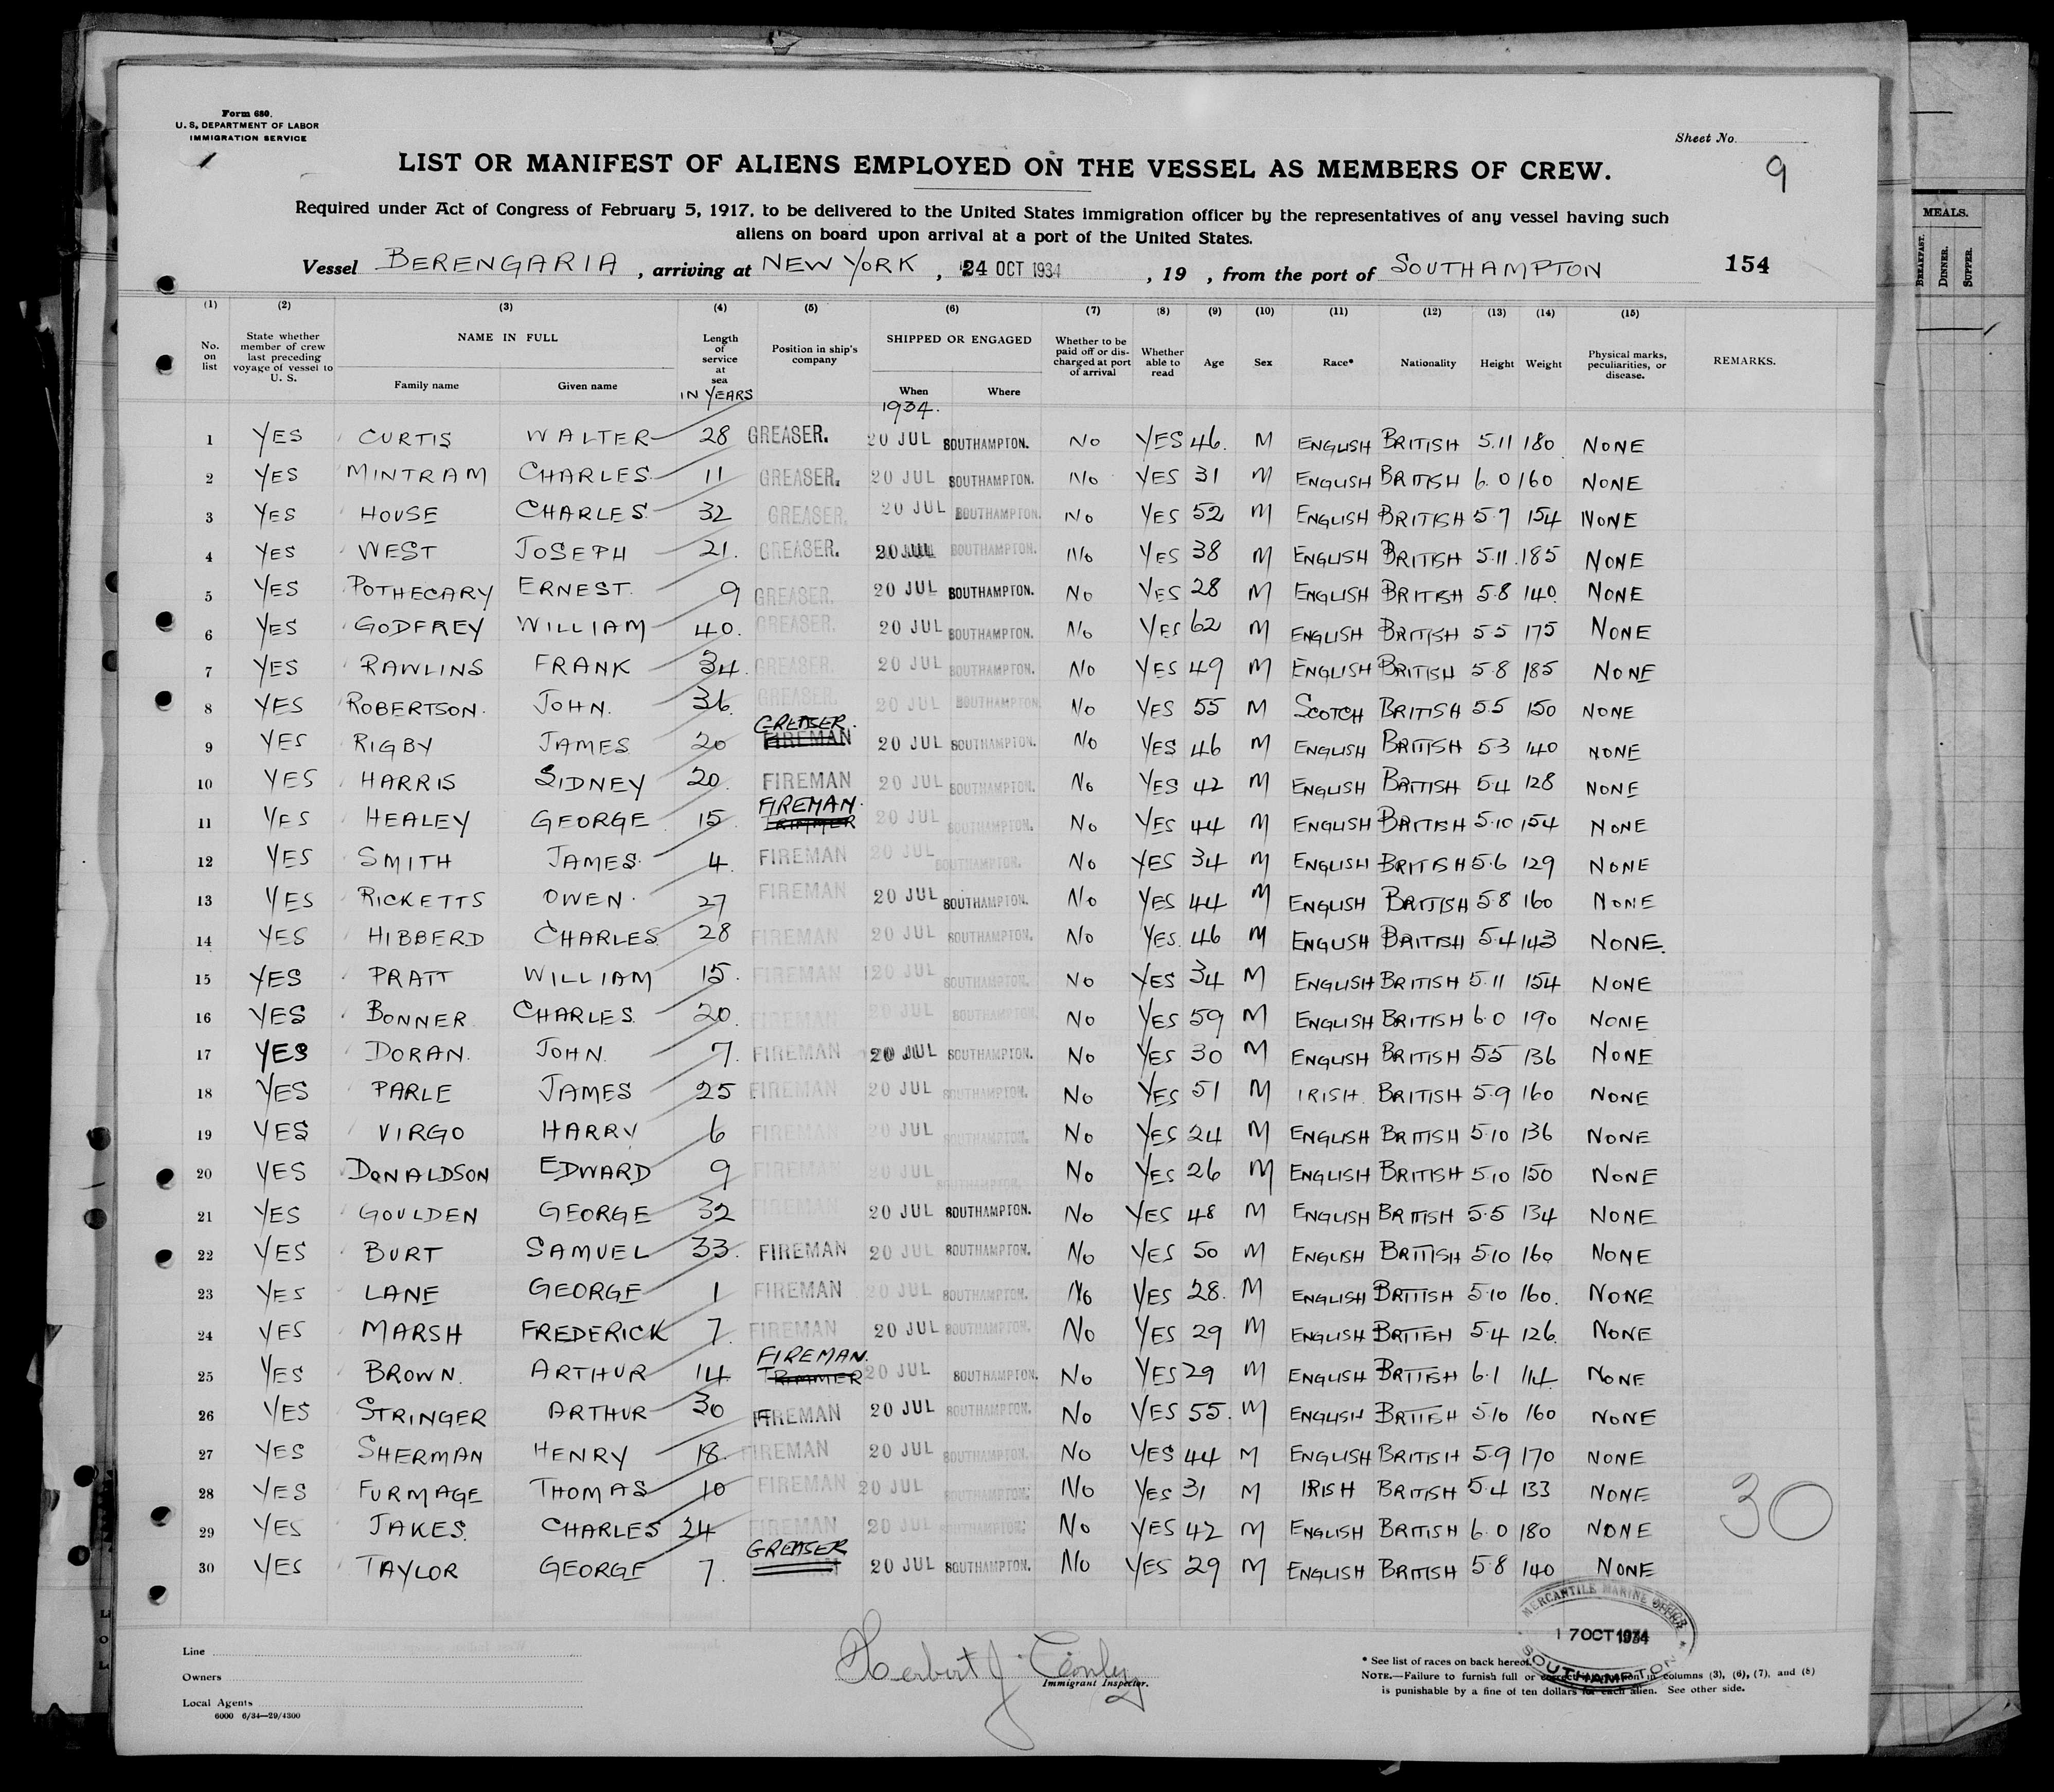 Form 680.
U. S. DEPARTMENT OF LABOR
IMMIGRATION SERVICE
Sheet No.
9
LIST OR MANIFEST OF ALIENS EMPLOYED ON THE VESSEL AS MEMBERS OF CREW.
Required under Act of Congress of February 5, 1917, to be delivered to the United States immigration officer by the representatives of any vessel having such
aliens on board upon arrival at a port of the United States.
Vessel BERENGARIA, arriving at NEW YORK, 24 OCT 1934, 19 , from the port of SOUTHAMPTON 154
(1) (2) (3) (4) (5) (6) (7) (8) (9) (10) (11) (12) (13) (14) (15)
No. on list State whether member of crew last preceding voyage of vessel to U. S. NAME IN FULL Family name Given name Length of service at sea IN YEARS Position in ship's company SHIPPED OR ENGAGED When 1934. Where Whether to be paid off or discharged at port of arrival Whether able to read Age Sex Race* Nationality Height Weight Physical marks, peculiarities, or disease. REMARKS.
1 YES CURTIS WALTER 28 GREASER. 20 JUL SOUTHAMPTON. NO YES 46. M ENGLISH BRITISH 5.11 180 NONE
2 YES MINTRAM CHARLES 11 GREASER. 20 JUL SOUTHAMPTON. No YES 31 M ENGLISH BRITISH 6.0 160 NONE
3 YES HOUSE CHARLES 32 GREASER. 20 JUL SOUTHAMPTON. No YES 52 M ENGLISH BRITISH 5.7 154 NONE
4 YES WEST JOSEPH 21. GREASER. 20 JUL SOUTHAMPTON. No YES 38 M ENGLISH BRITISH 5.11 185 NONE
5 YES POTHECARY ERNEST. 9 GREASER. 20 JUL SOUTHAMPTON. No YES 28 M ENGLISH BRITISH 5.8 140 NONE
6 YES GODFREY WILLIAM 40. GREASER. 20 JUL SOUTHAMPTON. No YES 62 M ENGLISH BRITISH 5.5 175 NONE
7 YES RAWLINS FRANK 34. GREASER. 20 JUL SOUTHAMPTON. No YES 49 M ENGLISH BRITISH 5.8 185 NONE
8 YES ROBERTSON. JOHN. 36. GREASER. 20 JUL SOUTHAMPTON No YES 55 M SCOTCH BRITISH 5.5 150 NONE
9 YES RIGBY JAMES 20 GREASER. FIREMAN 20 JUL SOUTHAMPTON. No YES 46 M ENGLISH BRITISH 5.3 140 NONE
10 YES HARRIS SIDNEY 20. FIREMAN 20 JUL SOUTHAMPTON. No YES 42 M ENGLISH BRITISH 5.4 128 NONE
11 YES HEALEY GEORGE 15 FIREMAN. TRIMMER 20 JUL SOUTHAMPTON. No YES 44 M ENGLISH BRITISH 5.10 154 NONE
12 YES SMITH JAMES. 4. FIREMAN 20 JUL SOUTHAMPTON. No YES 34 M ENGLISH BRITISH 5.6 129 NONE
13 YES RICKETTS OWEN. 27 FIREMAN 20 JUL SOUTHAMPTON. No YES 44 M ENGLISH BRITISH 5.8 160 NONE
14 YES HIBBERD CHARLES 28 FIREMAN 20 JUL SOUTHAMPTON. No YES. 46 M ENGLISH BRITISH 5.4 143 NONE.
15 YES PRATT WILLIAM 15. FIREMAN 20 JUL SOUTHAMPTON. No YES 34 M ENGLISH BRITISH 5.11 154 NONE
16 YES BONNER CHARLES 20. FIREMAN 20 JUL SOUTHAMPTON. No YES 59 M ENGLISH BRITISH 6.0 190 NONE
17 YES DORAN. JOHN. 7. FIREMAN 20 JUL SOUTHAMPTON. No YES 30 M ENGLISH BRITISH 5.5 136 NONE
18 YES PARLE JAMES 25 FIREMAN 20 JUL SOUTHAMPTON. No YES 51 M IRISH. BRITISH 5.9 160 NONE
19 YES VIRGO HARRY 6 FIREMAN 20 JUL SOUTHAMPTON. No YES 24 M ENGLISH BRITISH 5.10 136 NONE
20 YES DONALDSON EDWARD 9 FIREMAN 20 JUL SOUTHAMPTON. No YES 26 M ENGLISH BRITISH 5.10 150 NONE
21 YES GOULDEN GEORGE 32 FIREMAN 20 JUL SOUTHAMPTON. No YES 48 M ENGLISH BRITISH 5.5 134 NONE
22 YES BURT SAMUEL 33. FIREMAN 20 JUL SOUTHAMPTON. No YES 50 M ENGLISH BRITISH 5.10 160 NONE
23 YES LANE GEORGE 1 FIREMAN 20 JUL SOUTHAMPTON. No YES 28. M ENGLISH BRITISH 5.10 160. NONE
24 YES MARSH FREDERICK 7. FIREMAN 20 JUL SOUTHAMPTON. No YES 29 M ENGLISH BRITISH 5.4 126. NONE
25 YES BROWN. ARTHUR 14 FIREMAN. TRIMMER 20 JUL SOUTHAMPTON. No YES 29 M ENGLISH BRITISH 6.1 114. NONE
26 YES STRINGER ARTHUR 30 FIREMAN 20 JUL SOUTHAMPTON. No YES 55. M ENGLISH BRITISH 5.10 160 NONE
27 YES SHERMAN HENRY 18. FIREMAN 20 JUL SOUTHAMPTON. No YES 44 M ENGLISH BRITISH 5.9 170 NONE
28 YES FURMAGE THOMAS 10 FIREMAN 20 JUL SOUTHAMPTON. No YES 31 M IRISH BRITISH 5.4 133 NONE
29 YES JAKES. CHARLES 24 FIREMAN 20 JUL SOUTHAMPTON. No YES 42 M ENGLISH BRITISH 6.0 180 NONE
30 YES TAYLOR GEORGE 7. GREASER 20 JUL SOUTHAMPTON. No YES 29 M ENGLISH BRITISH 5.8 140 NONE
30
MERCANTILE MARINE OFFICE
17 OCT 1934
SOUTHAMPTON
Line
Owners
Local Agents
6000 6/34—29/4300
Herbert J.
Immigrant Inspector.
* See list of races on back hereof.
NOTE.—Failure to furnish full or correct information in columns (3), (6), (7), and (8)
is punishable by a fine of ten dollars for each alien. See other side.
MEALS.
BREAKFAST.
DINNER.
SUPPER.